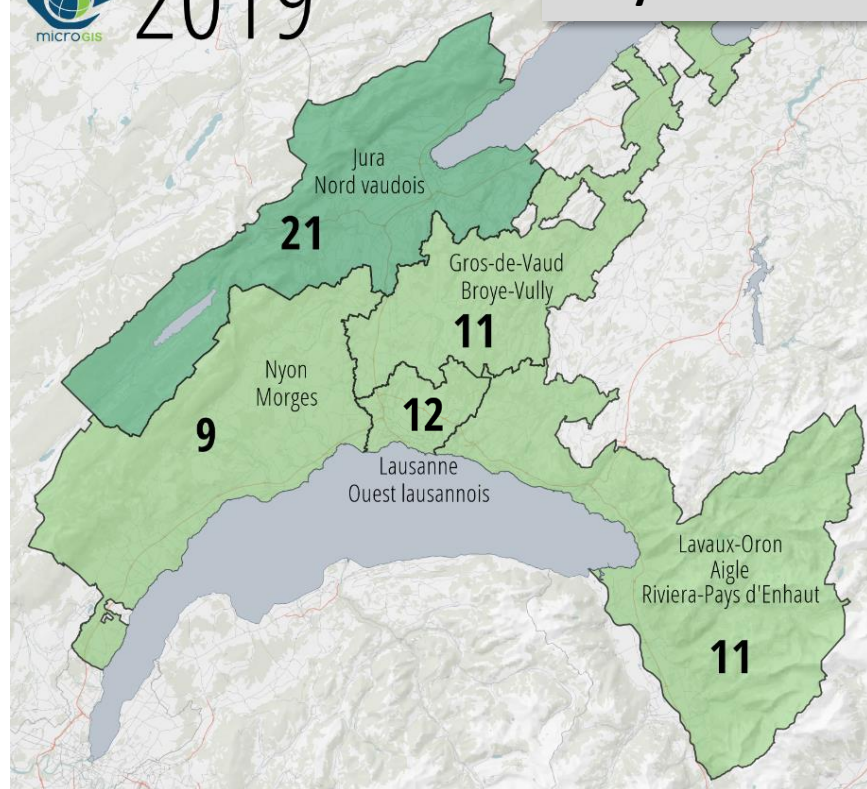 microGIS
2019
Jura
Nord vaudois
21
Gros-de-Vaud
Broye-Vully
11
Nyon
Morges
9
12
Lausanne
Ouest lausannois
Lavaux-Oron
Aigle
Riviera-Pays d'Enhaut
11